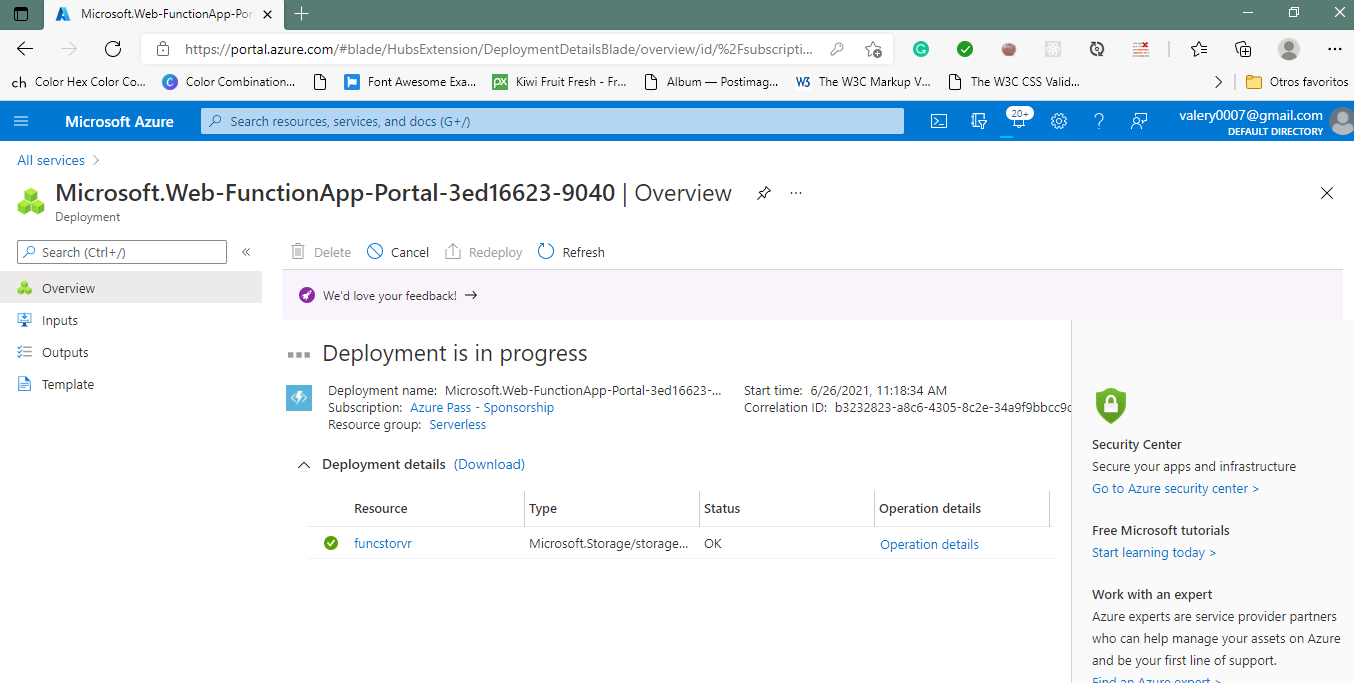 Microsoft.Web-FunctionApp-Por
https://portal.azure.com/#blade/HubsExtension/DeploymentDetailsBlade/overview/id/%2Fsubscripti...
ch Color Hex Color Co...
C Color Combination...
Font Awesome Exa...
px Kiwi Fruit Fresh - Fr...
Album — Postimag...
W3 The W3C Markup V...
The W3C CSS Valid...
Otros favoritos
Microsoft Azure
Search resources, services, and docs (G+/)
20+
valery0007@gmail.com
DEFAULT DIRECTORY
All services
Microsoft.Web-FunctionApp-Portal-3ed16623-9040 | Overview
Deployment
Search (Ctrl+/)
Overview
Inputs
Outputs
Template
Delete
Cancel
Redeploy
Refresh
We'd love your feedback!
Deployment is in progress
Deployment name: Microsoft.Web-FunctionApp-Portal-3ed16623-...
Subscription: Azure Pass - Sponsorship
Resource group: Serverless
Start time: 6/26/2021, 11:18:34 AM
Correlation ID: b3232823-a8c6-4305-8c2e-34a9f9bbcc9c
Deployment details (Download)
Resource Type Status Operation details
funcstorvr Microsoft.Storage/storage... OK Operation details
Security Center
Secure your apps and infrastructure
Go to Azure security center >
Free Microsoft tutorials
Start learning today >
Work with an expert
Azure experts are service provider partners
who can help manage your assets on Azure
and be your first line of support.
Find an Azure expert >